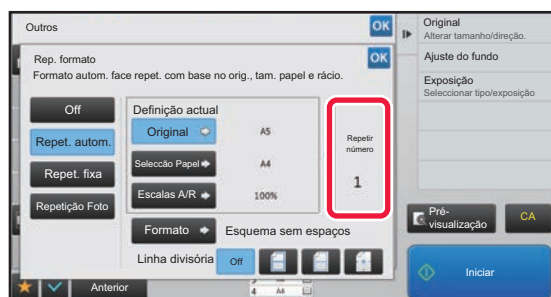 Outros
OK
Rep. formato
OK
Formato autom. face repet. com base no orig., tam. papel e rácio.
Off
Repet. autom.
Repet. fixa
Repetição Foto
Definição actual
Original
A5
Selecção Papel
A4
Escalas A/R
100%
Repetir
número
1
Formato
Esquema sem espaços
Linha divisória
Off
Anterior
4
A4
Original
Alterar tamanho/direção.
Ajuste do fundo
Exposição
Seleccionar tipo/exposição
Pré-
visualização
CA
Iniciar